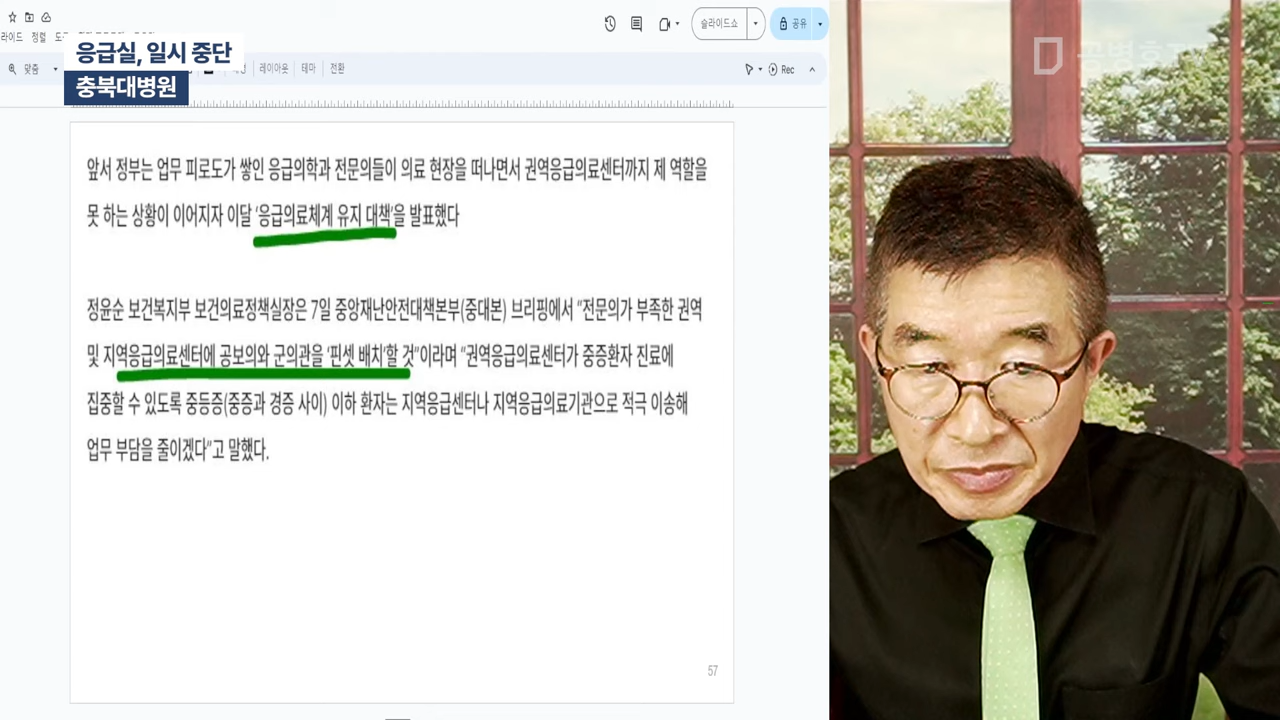 슬라이드쇼
공유
라이드 정렬
응급실, 일시 중단
충북대병원
맞춤
레이아웃
테마
전환
Rec
앞서 정부는 업무 피로도가 쌓인 응급의학과 전문의들이 의료 현장을 떠나면서 권역응급의료센터까지 제 역할을
못 하는 상황이 이어지자 이달 ‘응급의료체계 유지 대책’을 발표했다
정윤순 보건복지부 보건의료정책실장은 7일 중앙재난안전대책본부(중대본) 브리핑에서 “전문의가 부족한 권역
및 지역응급의료센터에 공보의와 군의관을 ‘핀셋 배치’할 것”이라며 “권역응급의료센터가 중증환자 진료에
집중할 수 있도록 중등증(중증과 경증 사이) 이하 환자는 지역응급센터나 지역응급의료기관으로 적극 이송해
업무 부담을 줄이겠다”고 말했다.
57